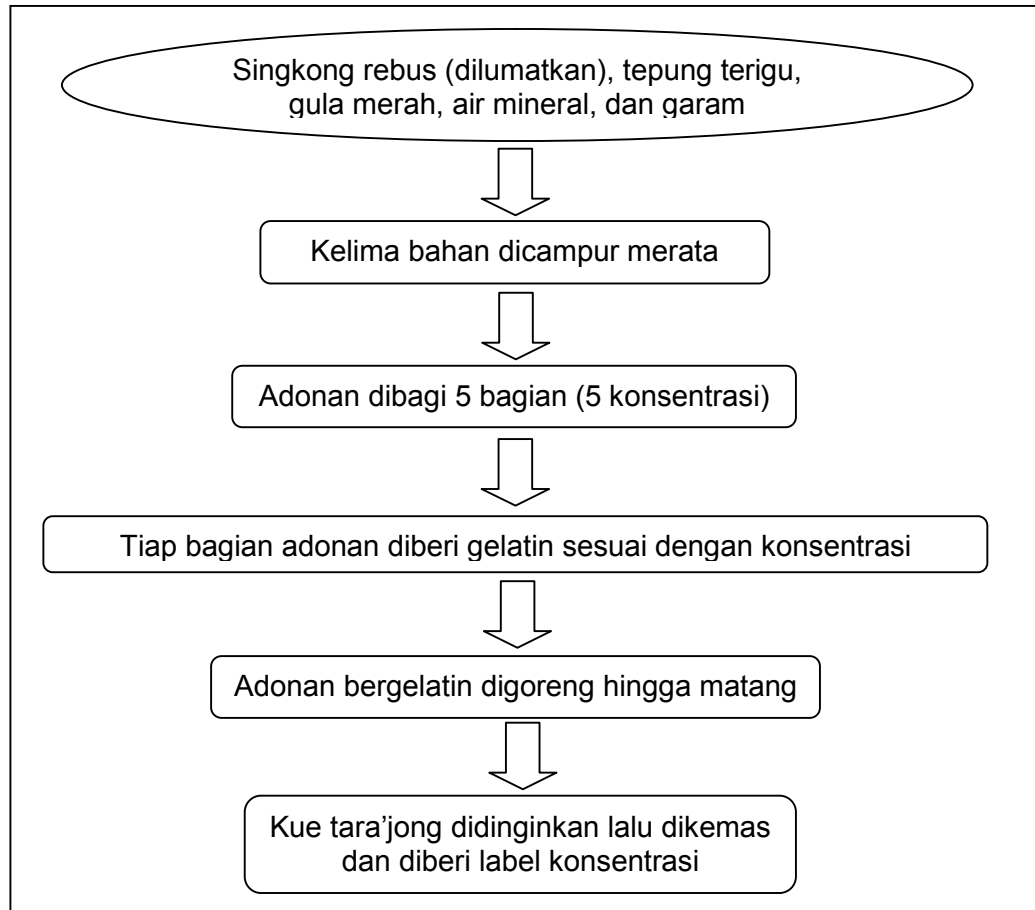 Singkong rebus (dilumatkan), tepung terigu,
gula merah, air mineral, dan garam
Kelima bahan dicampur merata
Adonan dibagi 5 bagian (5 konsentrasi)
Tiap bagian adonan diberi gelatin sesuai dengan konsentrasi
Adonan bergelatin digoreng hingga matang
Kue tara’jong didinginkan lalu dikemas
dan diberi label konsentrasi